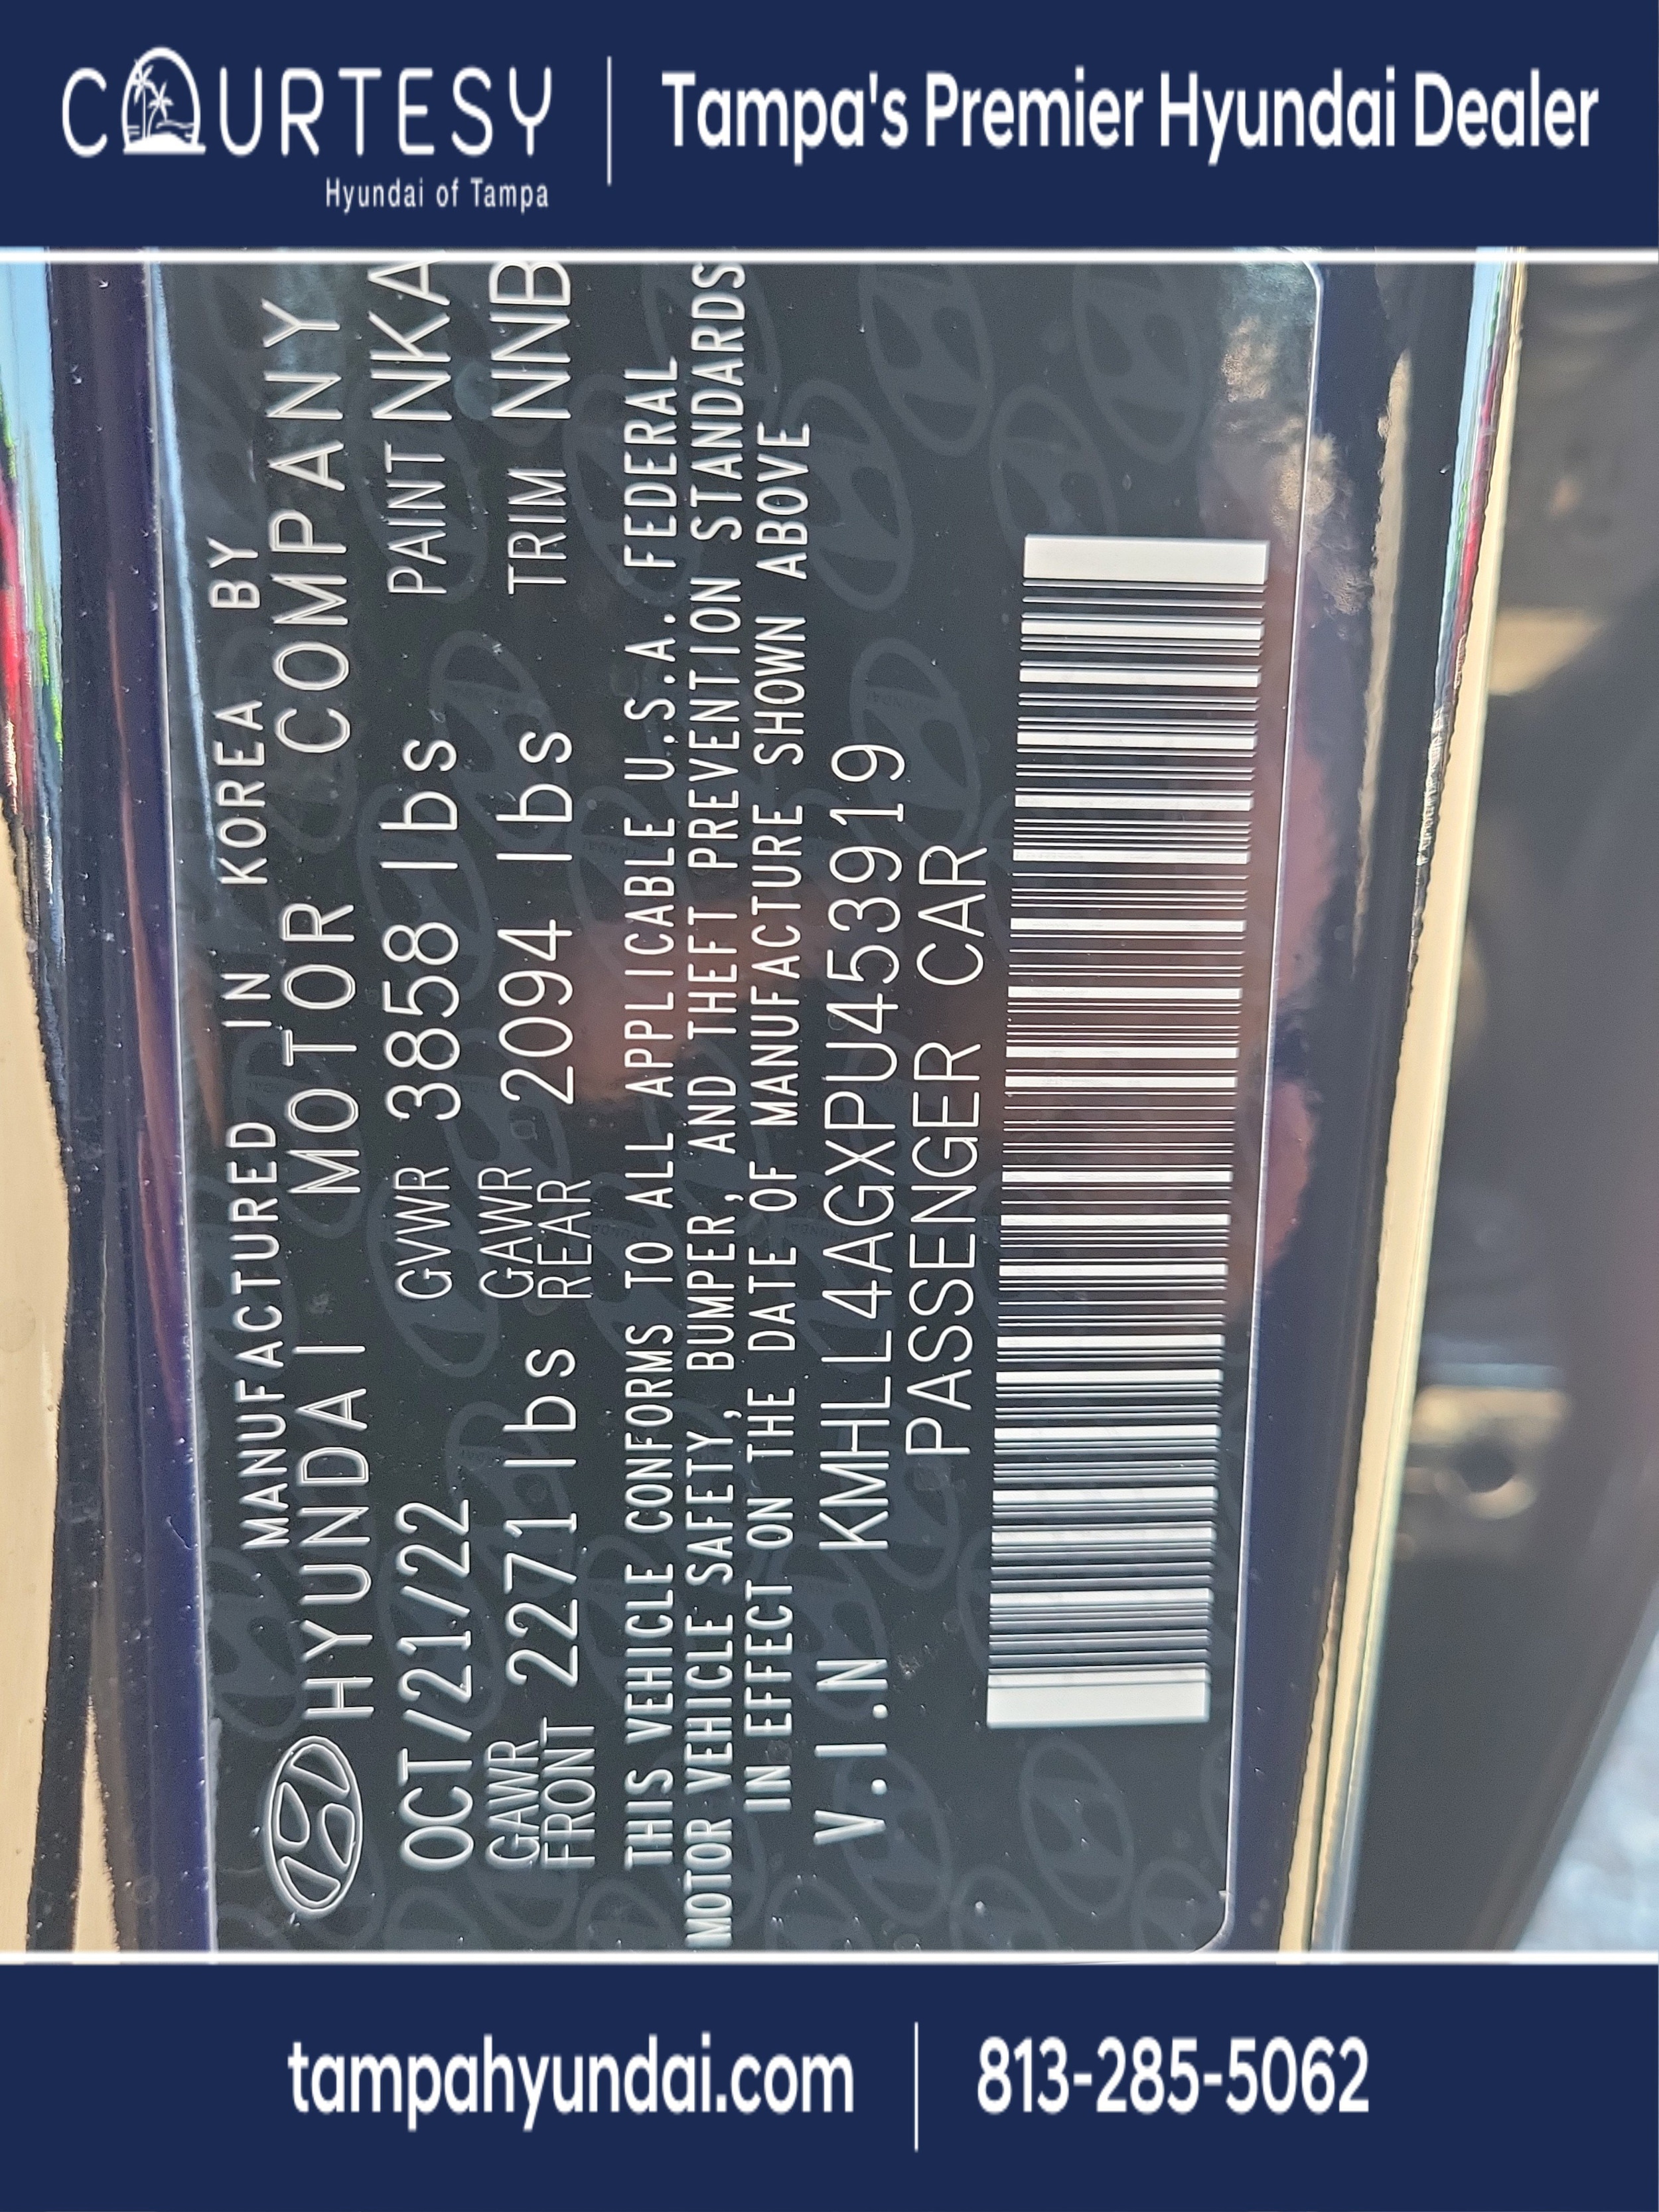 COURTESY
Hyundai of Tampa
Tampa's Premier Hyundai Dealer
MANUFACTURED IN KOREA BY
HYUNDAI MOTOR COMPANY
OCT/21/22 GVWR 3858 lbs PAINT NKA
GAWR FRONT 2271 lbs GAWR REAR 2094 lbs TRIM NNB
THIS VEHICLE CONFORMS TO ALL APPLICABLE U.S.A. FEDERAL
MOTOR VEHICLE SAFETY, BUMPER, AND THEFT PREVENTION STANDARDS
IN EFFECT ON THE DATE OF MANUFACTURE SHOWN ABOVE
V.I.N KMHLL4AGXPU453919
PASSENGER CAR
tampahyundai.com
813-285-5062